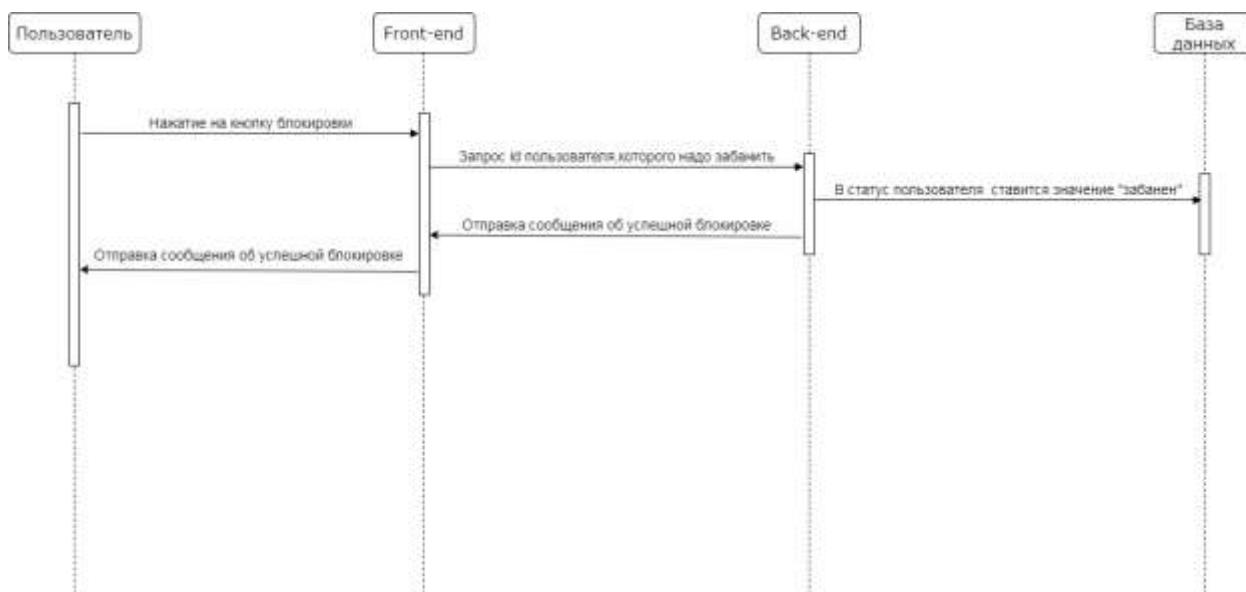 Пользователь
Front-end
Back-end
База
данных
Нажатие на кнопку блокировки
Запрос id пользователя,которого надо забанить
В статус пользователя ставится значение "забанен"
Отправка сообщения об успешной блокировке
Отправка сообщения об успешной блокировке